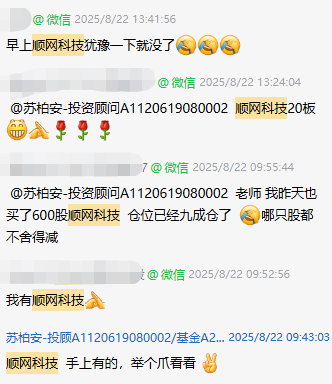 @微信 2025/8/22 13:41:56
早上顺网科技犹豫一下就没了
@微信 2025/8/22 13:24:04
@苏柏安-投资顾问A1120619080002 顺网科技20板
7 @微信 2025/8/22 09:55:44
@苏柏安-投资顾问A1120619080002 老师 我昨天也
买了600股顺网科技 仓位已经九成仓了 哪只股都
不舍得减
@微信 2025/8/22 09:52:56
我有顺网科技
苏柏安-投顾A1120619080002/基金A2... 2025/8/22 09:43:03
顺网科技 手上有的，举个爪看看